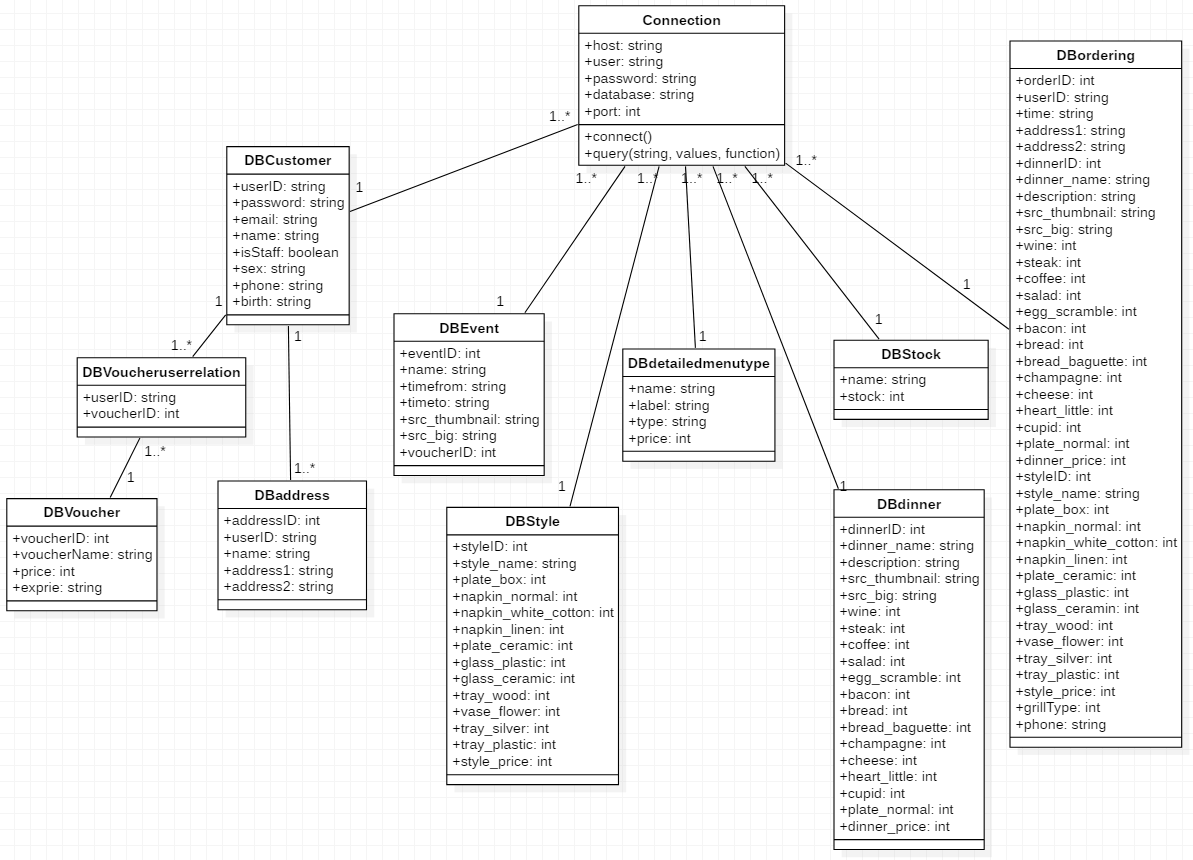 Connection
+host: string
+user: string
+password: string
+database: string
+port: int
+connect()
+query(string, values, function)
1..*
1..*
1..*
1..*
1..*
1..*
1..*
DBCustomer
+userID: string
+password: string
+email: string
+name: string
+isStaff: boolean
+sex: string
+phone: string
+birth: string
1
1
1
1..*
DBVoucheruserrelation
+userID: string
+voucherID: int
1..*
1
DBVoucher
+voucherID: int
+voucherName: string
+price: int
+exprie: string
1..*
DBaddress
+addressID: int
+userID: string
+name: string
+address1: string
+address2: string
1
DBEvent
+eventID: int
+name: string
+timefrom: string
+timeto: string
+src_thumbnail: string
+src_big: string
+voucherID: int
1
DBStyle
+styleID: int
+style_name: string
+plate_box: int
+napkin_normal: int
+napkin_white_cotton: int
+napkin_linen: int
+plate_ceramic: int
+glass_plastic: int
+glass_ceramic: int
+tray_wood: int
+vase_flower: int
+tray_silver: int
+tray_plastic: int
+style_price: int
1
DBdetailedmenutype
+name: string
+label: string
+type: string
+price: int
1
DBStock
+name: string
+stock: int
1
DBdinner
+dinnerID: int
+dinner_name: string
+description: string
+src_thumbnail: string
+src_big: string
+wine: int
+steak: int
+coffee: int
+salad: int
+egg_scramble: int
+bacon: int
+bread: int
+bread_baguette: int
+champagne: int
+cheese: int
+heart_little: int
+cupid: int
+plate_normal: int
+dinner_price: int
1
DBordering
+orderID: int
+userID: string
+time: string
+address1: string
+address2: string
+dinnerID: int
+dinner_name: string
+description: string
+src_thumbnail: string
+src_big: string
+wine: int
+steak: int
+coffee: int
+salad: int
+egg_scramble: int
+bacon: int
+bread: int
+bread_baguette: int
+champagne: int
+cheese: int
+heart_little: int
+cupid: int
+plate_normal: int
+dinner_price: int
+styleID: int
+style_name: string
+plate_box: int
+napkin_normal: int
+napkin_white_cotton: int
+napkin_linen: int
+plate_ceramic: int
+glass_plastic: int
+glass_ceramin: int
+tray_wood: int
+vase_flower: int
+tray_silver: int
+tray_plastic: int
+style_price: int
+grillType: int
+phone: string